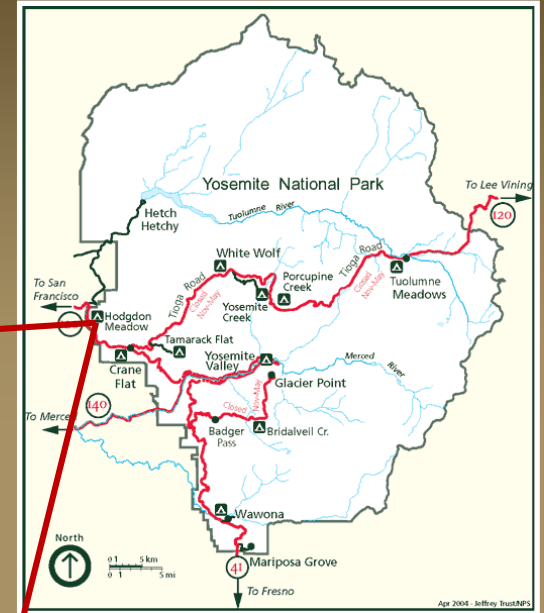 Yosemite National Park
To Lee Vining
120
Hetch
Hetchy
Tuolumne River
White Wolf
Tioga Road
Closed
Nov-May
Porcupine
Creek
Yosemite
Creek
Tioga Road
Closed
Nov-May
Tuolumne
Meadows
To San
Francisco
Hodgdon
Meadow
Tamarack Flat
Crane
Flat
Yosemite
Valley
Merced River
Glacier Point
140
To Merced
Closed
Nov-May
Badger
Pass
Bridalveil Cr.
Wawona
Mariposa Grove
41
To Fresno
North
0 1 5 km
0 1 5 mi
Apr 2004 - Jeffrey Trust/NPS